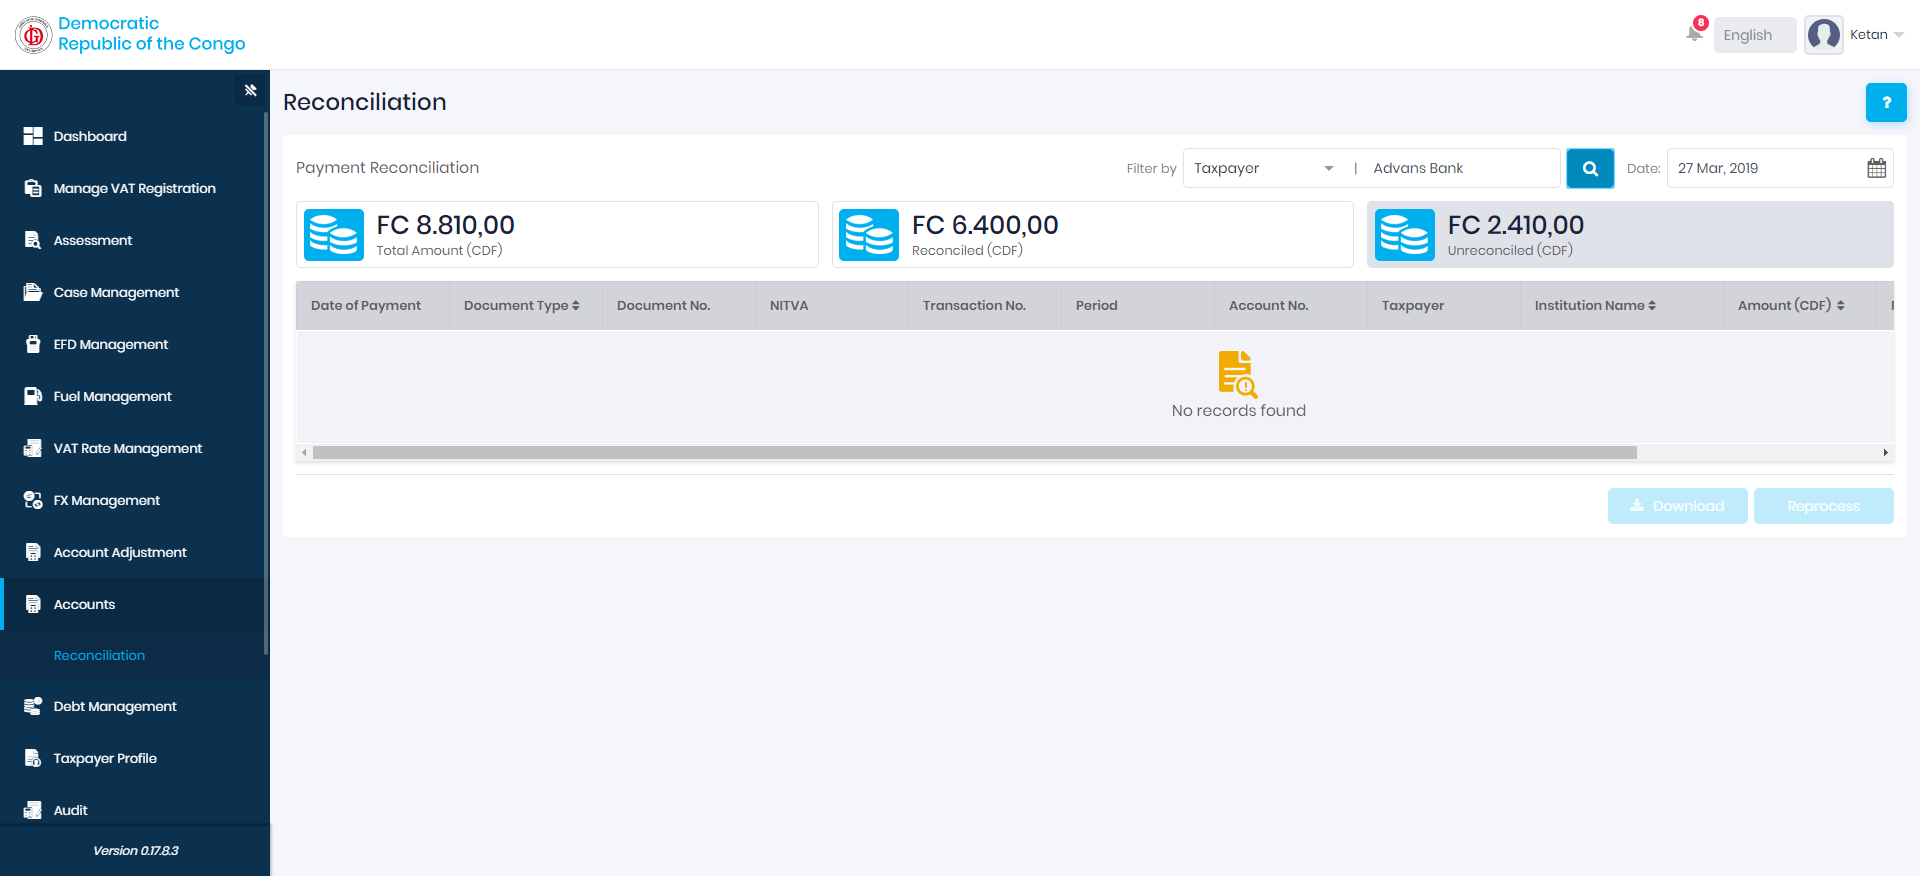 Democratic
Republic of the Congo
8
English
Ketan
Dashboard
Manage VAT Registration
Assessment
Case Management
EFD Management
Fuel Management
VAT Rate Management
FX Management
Account Adjustment
Accounts
Reconciliation
Debt Management
Taxpayer Profile
Audit
Version 0.17.8.3
Reconciliation
?
Payment Reconciliation
Filter by
Taxpayer
|
Advans Bank
Date:
27 Mar, 2019
FC 8.810,00
Total Amount (CDF)
FC 6.400,00
Reconciled (CDF)
FC 2.410,00
Unreconciled (CDF)
Date of Payment
Document Type
Document No.
NITVA
Transaction No.
Period
Account No.
Taxpayer
Institution Name
Amount (CDF)
No records found
Download
Reprocess